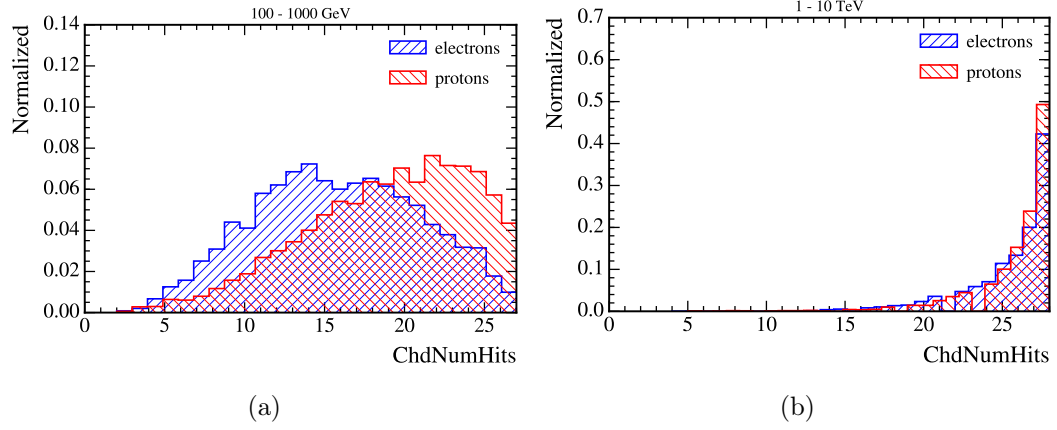 100 - 1000 GeV
Normalized
0.14
0.12
0.10
0.08
0.06
0.04
0.02
0.00
0 5 10 15 20 25
electrons
protons
ChdNumHits
(a)
1 - 10 TeV
Normalized
0.7
0.6
0.5
0.4
0.3
0.2
0.1
0.0
0 5 10 15 20 25
electrons
protons
ChdNumHits
(b)